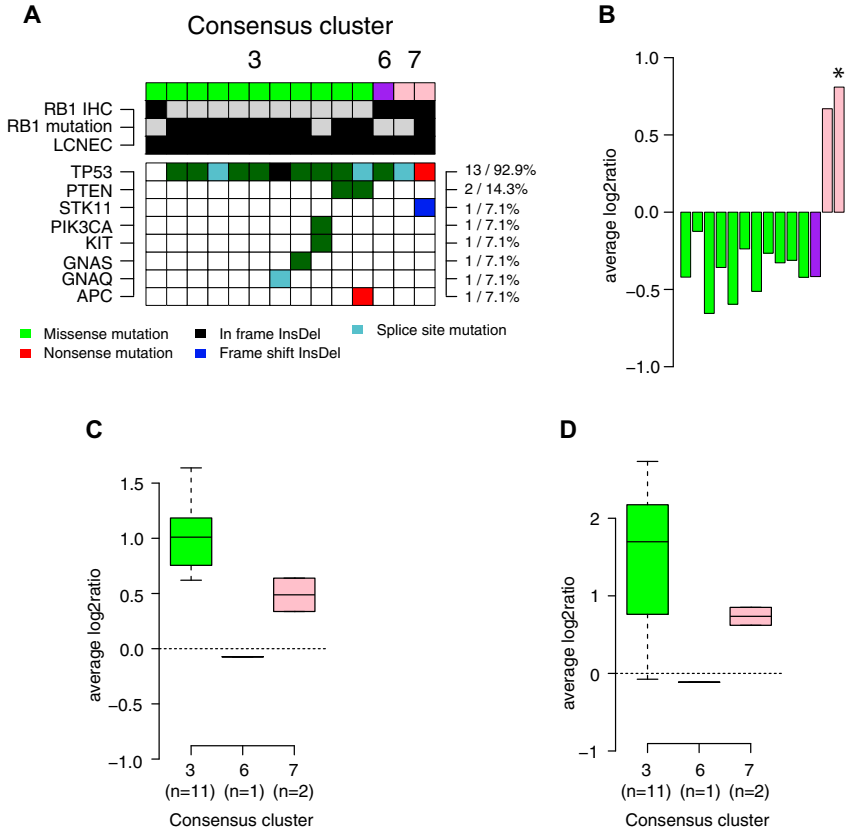 A
Consensus cluster
3 6 7
RB1 IHC
RB1 mutation
LCNEC
TP53 13 / 92.9%
PTEN 2 / 14.3%
STK11 1 / 7.1%
PIK3CA 1 / 7.1%
KIT 1 / 7.1%
GNAS 1 / 7.1%
GNAQ 1 / 7.1%
APC 1 / 7.1%
Missense mutation In frame InsDel Splice site mutation
Nonsense mutation Frame shift InsDel
B
average log2ratio
1.0
0.5
0.0
−0.5
−1.0
*
C
average log2ratio
1.5
1.0
0.5
0.0
−0.5
−1.0
3 6 7
(n=11) (n=1) (n=2)
Consensus cluster
D
average log2ratio
2
1
0
−1
3 6 7
(n=11) (n=1) (n=2)
Consensus cluster